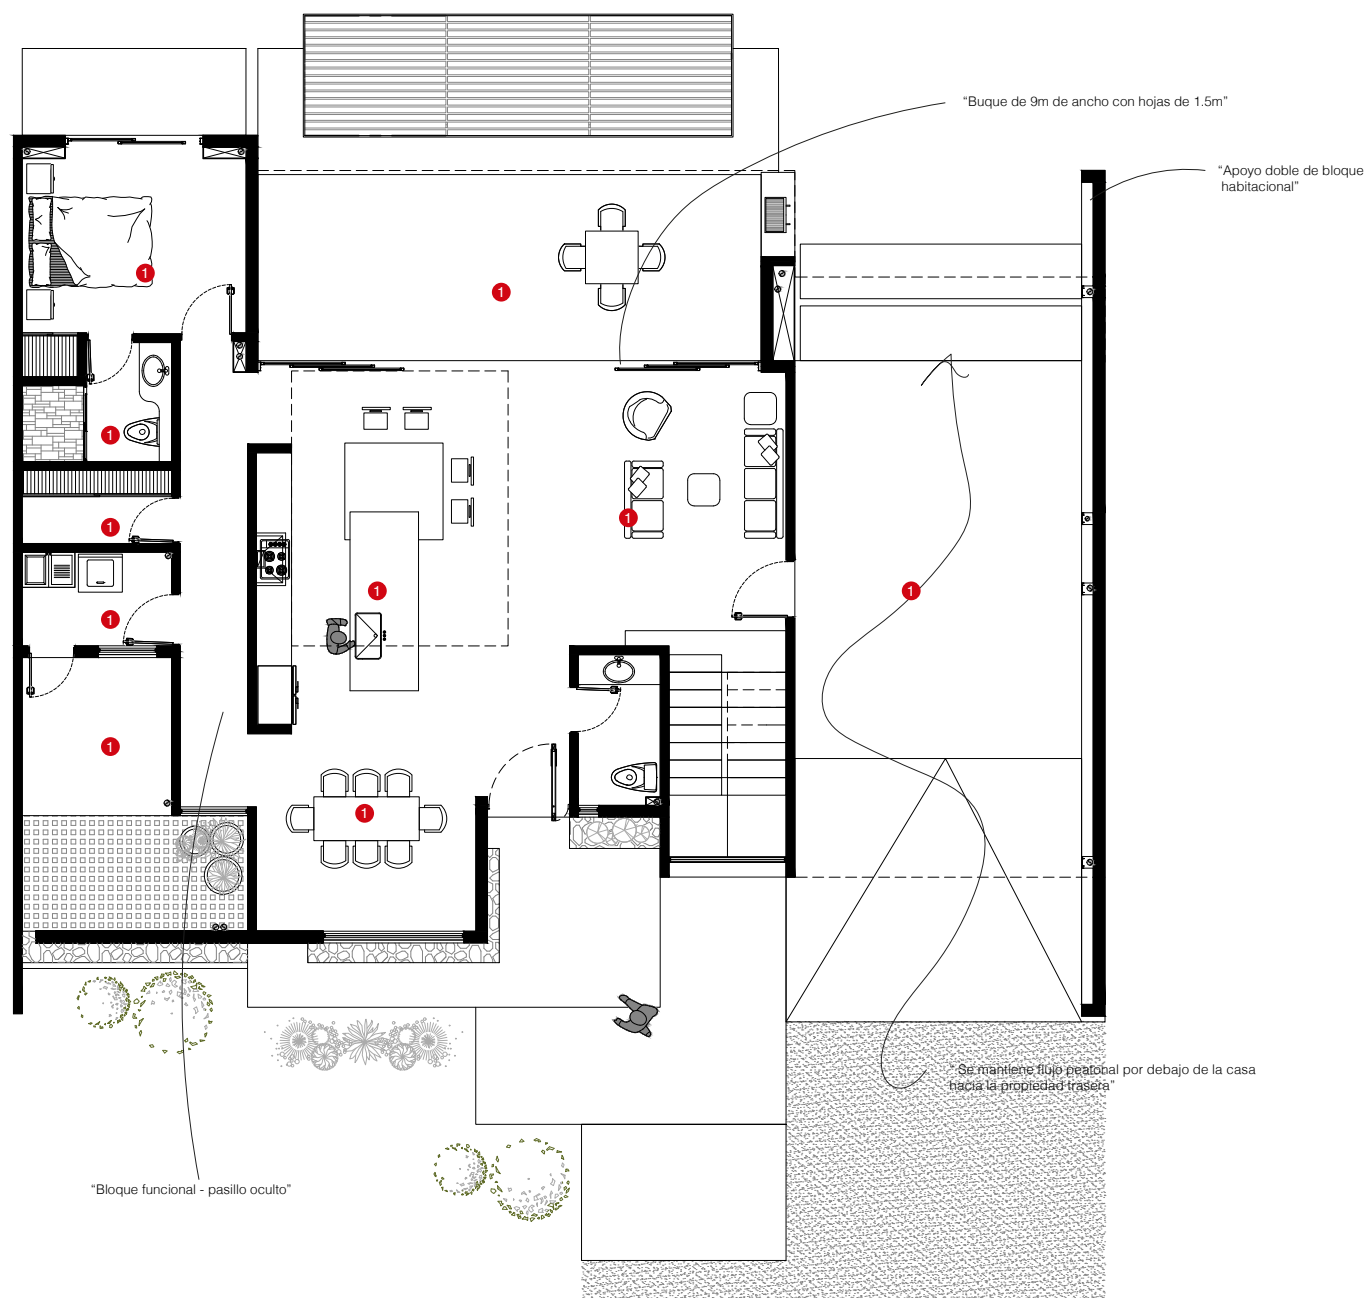 “Buque de 9m de ancho con hojas de 1.5m”
“Apoyo doble de bloque
habitacional”
1
1
1
1
1
1
1
1
1
1
“Se mantiene flujo peatonal por debajo de la casa
hacia la propiedad trasera”
“Bloque funcional - pasillo oculto”